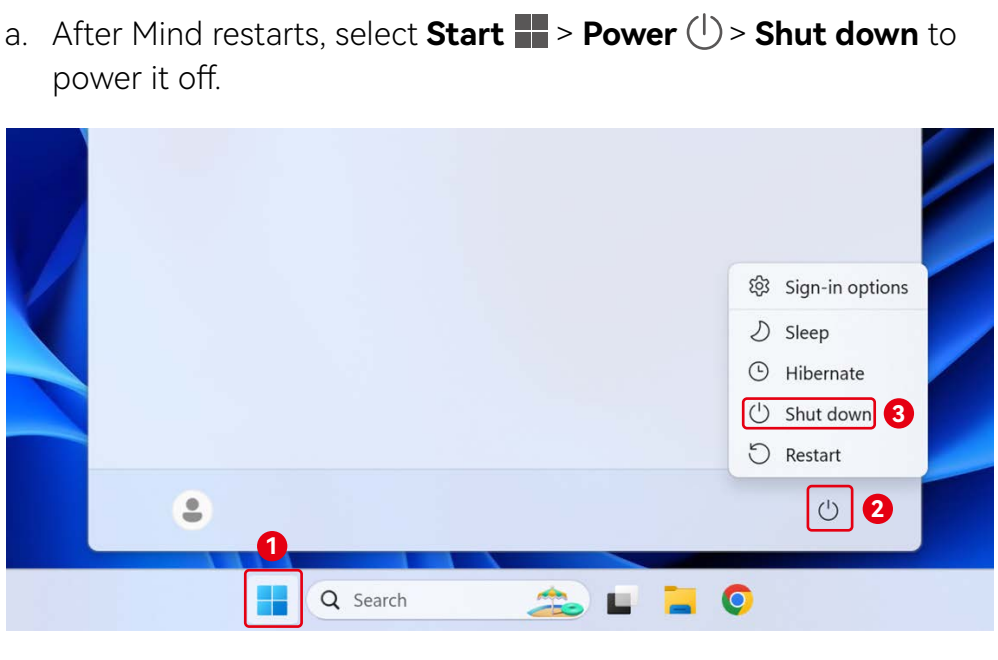 a. After Mind restarts, select Start > Power > Shut down to
power it off.
Sign-in options
Sleep
Hibernate
Shut down 3
Restart
2
1
Search